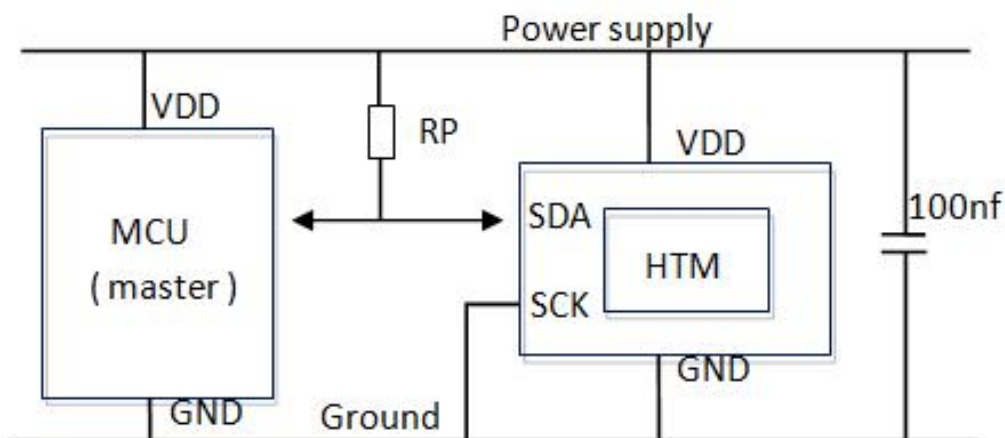 Power supply
VDD
RP
VDD
MCU
( master )
SDA
HTM
SCK
100nf
GND
GND
Ground